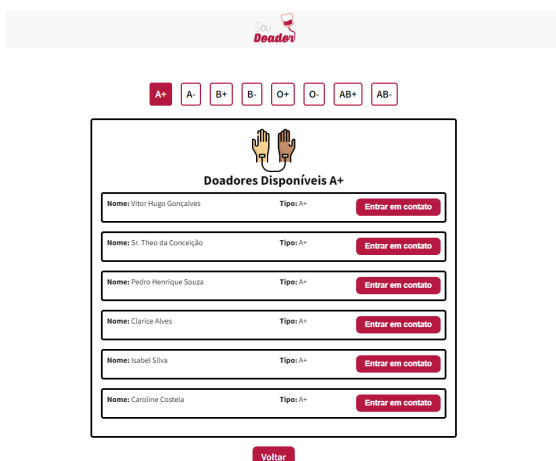 Sou
Doador
A+ A- B+ B- O+ O- AB+ AB-
Doadores Disponíveis A+
Nome: Vitor Hugo Gonçalves Tipo: A+ Entrar em contato
Nome: Sr. Theo da Conceição Tipo: A+ Entrar em contato
Nome: Pedro Henrique Souza Tipo: A+ Entrar em contato
Nome: Clarice Alves Tipo: A+ Entrar em contato
Nome: Isabel Silva Tipo: A+ Entrar em contato
Nome: Caroline Costela Tipo: A+ Entrar em contato
Voltar